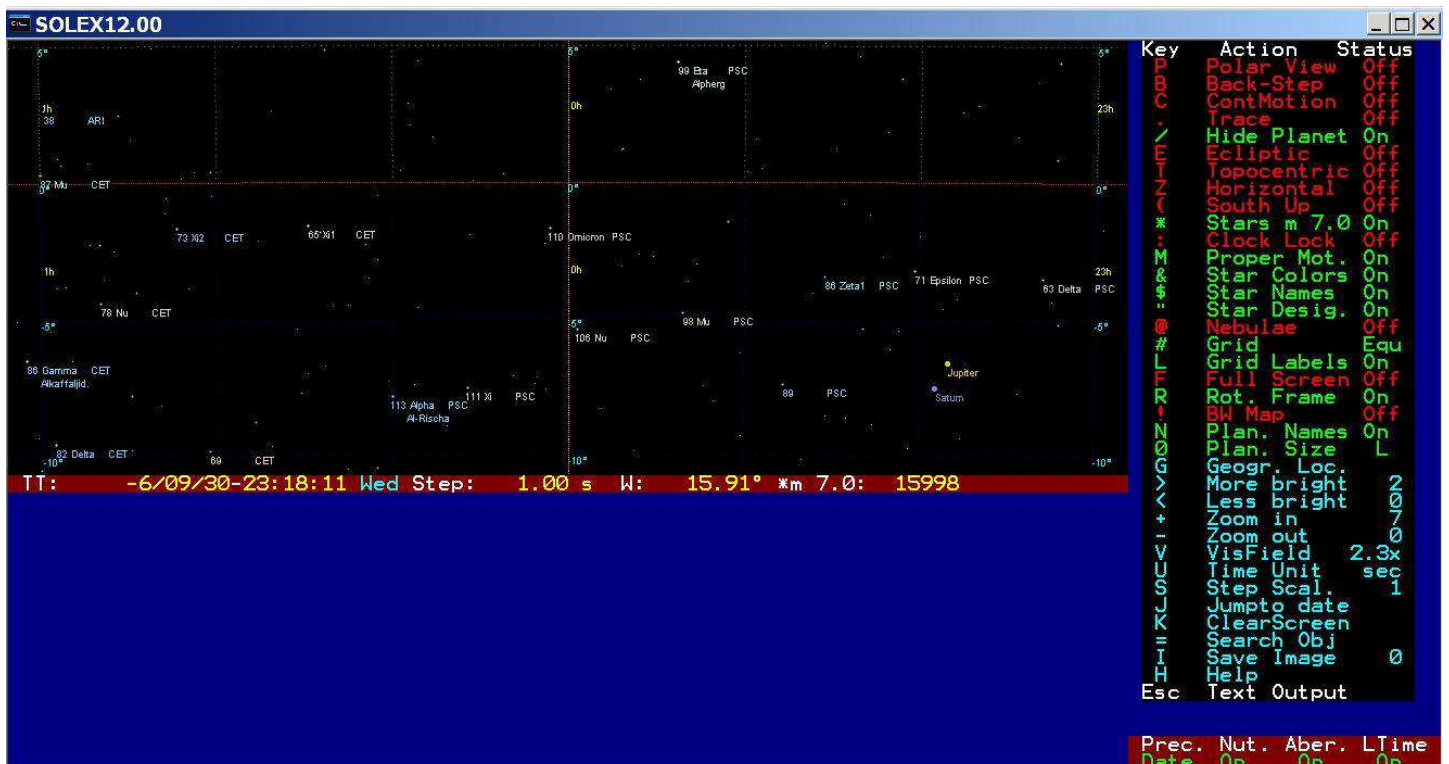 SOLEX12.00
5° 5° 5°
99 Eta PSC
Alpherg
1h 0h 23h
38 ARI
87 Mu CET
0° 0° 0°
73 Xi2 CET
65 Xi1 CET
110 Omicron PSC
1h 0h 23h
86 Zeta1 PSC
71 Epsilon PSC
63 Delta PSC
78 Nu CET
98 Mu PSC
-5° -5° -5°
106 Nu PSC
86 Gamma CET
Alkaffaljid.
Jupiter
89 PSC
Saturn
111 Xi PSC
113 Alpha PSC
Al-Rischa
82 Delta CET
69 CET
-10° -10° -10°
TT: -6/09/30-23:18:11 Wed Step: 1.00 s W: 15.91° *m 7.0: 15998
Key Action Status
P Polar View Off
B Back-Step Off
C ContMotion Off
. Trace Off
/ Hide Planet On
E Ecliptic Off
T Topocentric Off
Z Horizontal Off
( South Up Off
* Stars m 7.0 On
: Clock Lock Off
M Proper Mot. On
& Star Colors On
$ Star Names On
" Star Desig. On
@ Nebulae Off
# Grid Equ
L Grid Labels On
F Full Screen Off
R Rot. Frame On
! BW Map Off
N Plan. Names On
0 Plan. Size L
G Geogr. Loc.
> More bright 2
< Less bright 0
+ Zoom in 7
- Zoom out 0
V VisField 2.3x
U Time Unit sec
S Step Scal. 1
J Jumpto date
K ClearScreen
= Search Obj
I Save Image 0
H Help
Esc Text Output
Prec. Nut. Aber. LTime
Date On On On